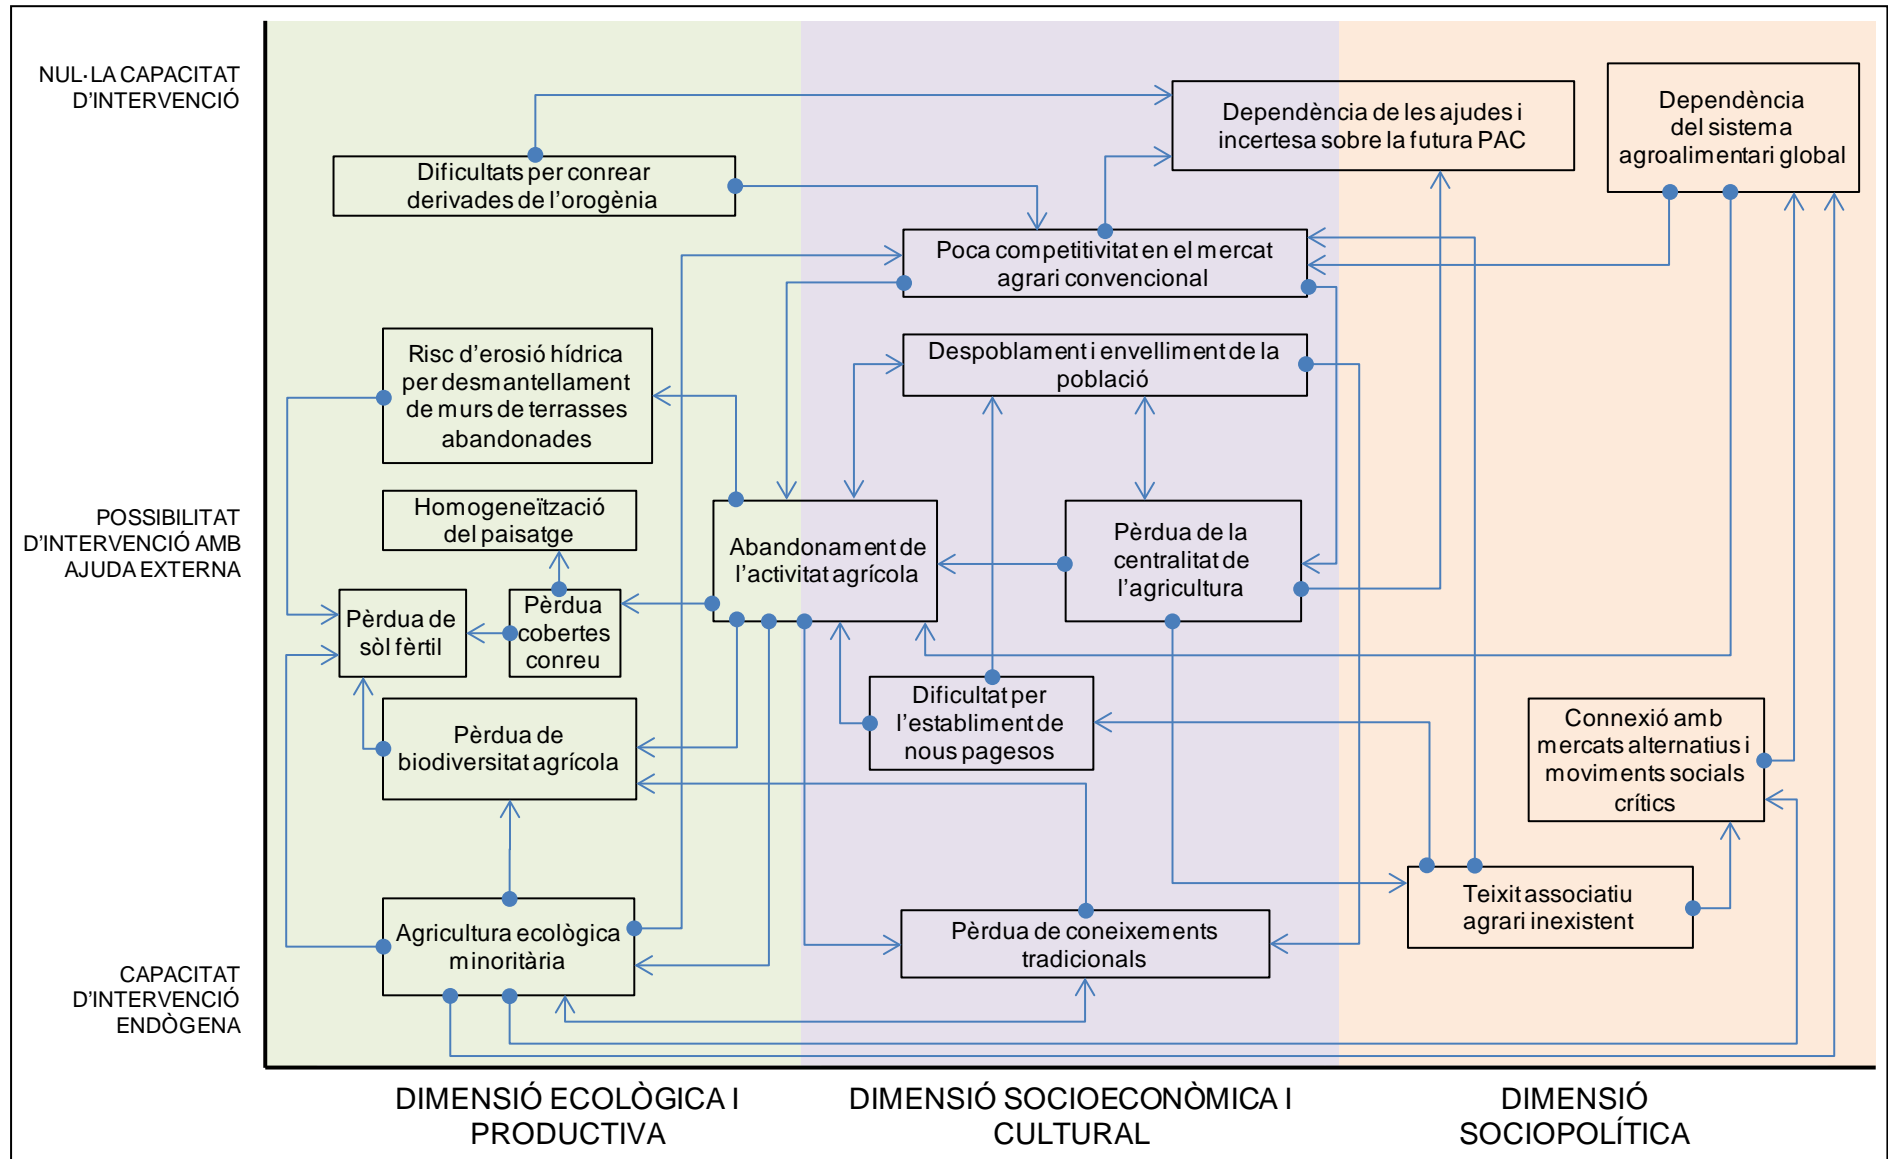 NUL·LA CAPACITAT
D'INTERVENCIÓ
Dependència de les ajudes i
incertesa sobre la futura PAC
Dependència
del sistema
agroalimentari global
Dificultats per conrear
derivades de l'orogènia
Poca competitivitat en el mercat
agrari convencional
Risc d'erosió hídrica
per desmantellament
de murs de terrasses
abandonades
Despoblament i envelliment de la
població
POSSIBILITAT
D'INTERVENCIÓ AMB
AJUDA EXTERNA
Homogeneïtzació
del paisatge
Abandonament de
l'activitat agrícola
Pèrdua de la
centralitat de
l'agricultura
Pèrdua de
sòl fèrtil
Pèrdua
cobertes
conreu
Dificultat per
l'establiment de
nous pagesos
Connexió amb
mercats alternatius i
moviments socials
crítics
Pèrdua de
biodiversitat agrícola
Agricultura ecològica
minoritària
Pèrdua de coneixements
tradicionals
Teixit associatiu
agrari inexistent
CAPACITAT
D'INTERVENCIÓ
ENDÒGENA
DIMENSIÓ ECOLÒGICA I
PRODUCTIVA
DIMENSIÓ SOCIOECONÒMICA I
CULTURAL
DIMENSIÓ
SOCIOPOLÍTICA